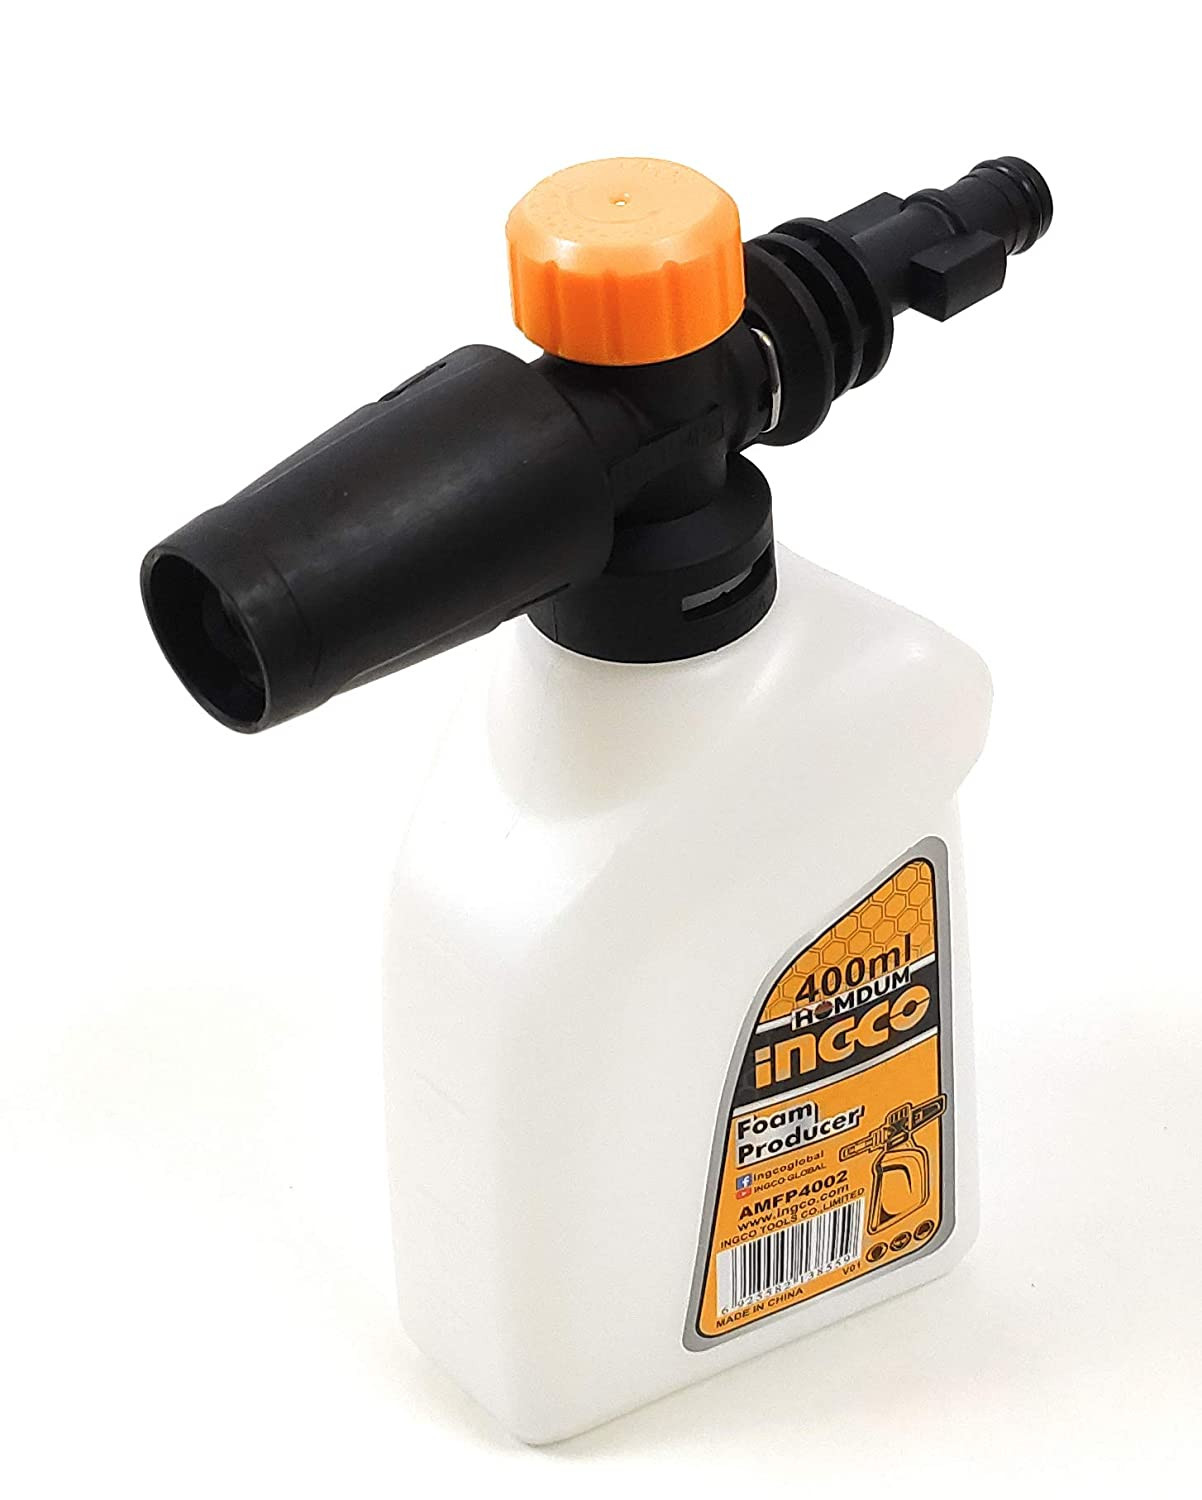 400ml
HOMDUM
INGCO
Foam
Producer
ingcoglobal
INGCO GLOBAL
AMFP4002
www.ingco.com
INGCO TOOLS CO.,LIMITED
6 925582 138559
V01
MADE IN CHINA